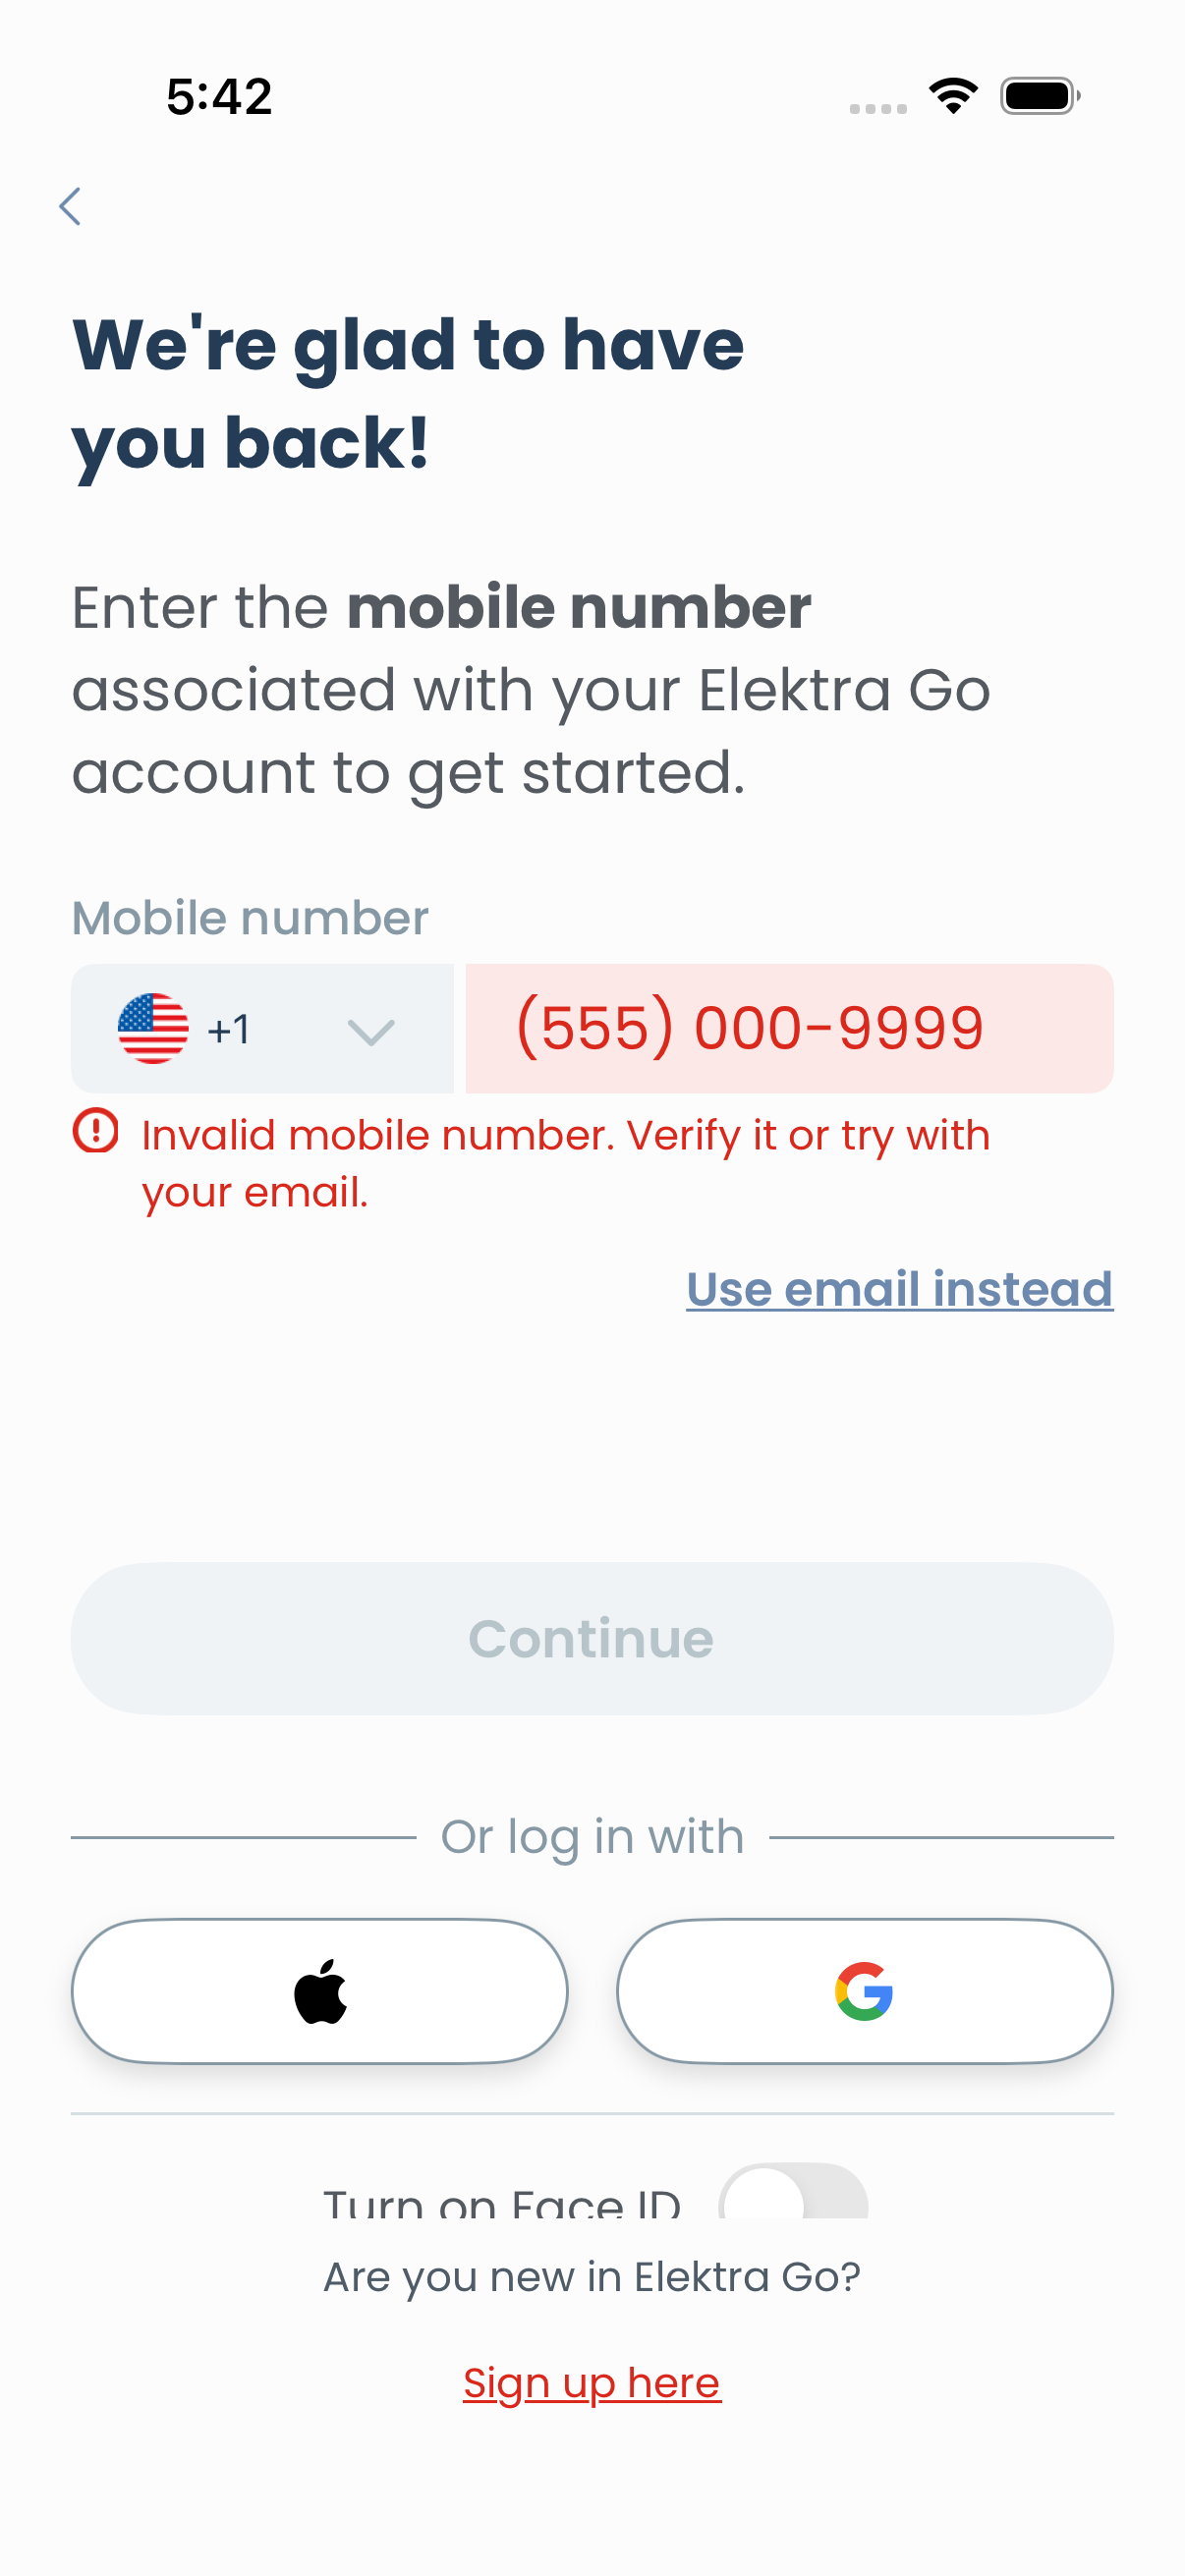 5:42
We're glad to have
you back!
Enter the mobile number
associated with your Elektra Go
account to get started.
Mobile number
+1
(555) 000-9999
Invalid mobile number. Verify it or try with
your email.
Use email instead
Continue
Or log in with
Turn on Face ID
Are you new in Elektra Go?
Sign up here